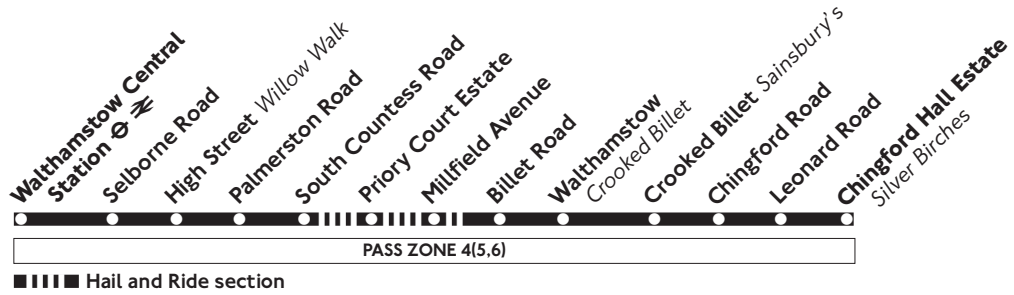 Walthamstow Central
Station
Selborne Road
High Street Willow Walk
Palmerston Road
South Countess Road
Priory Court Estate
Millfield Avenue
Billet Road
Walthamstow
Crooked Billet
Crooked Billet Sainsbury's
Chingford Road
Leonard Road
Chingford Hall Estate
Silver Birches
PASS ZONE 4(5,6)
Hail and Ride section